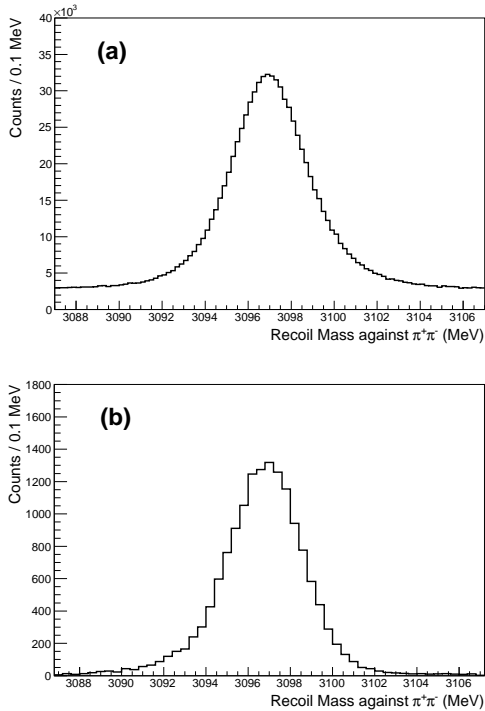 ×10³
40
(a)
35
30
25
20
15
10
5
0
Counts / 0.1 MeV
3088 3090 3092 3094 3096 3098 3100 3102 3104 3106
Recoil Mass against π⁺π⁻ (MeV)
1800
(b)
1600
1400
1200
1000
800
600
400
200
0
Counts / 0.1 MeV
3088 3090 3092 3094 3096 3098 3100 3102 3104 3106
Recoil Mass against π⁺π⁻ (MeV)